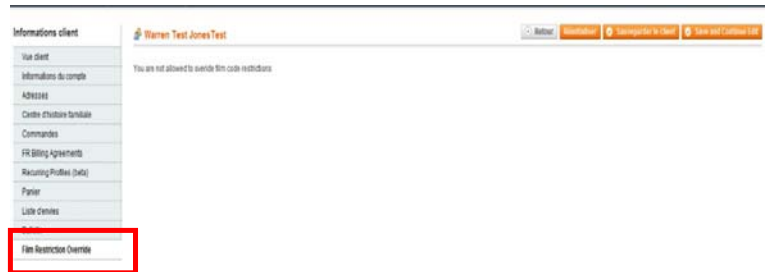 Informations client
Warren Test JonesTest
Retour
Réinitialiser
Sauvegarder le client
Save and Continue Edit
Vue client
You are not allowed to overide film code restrictions
Informations du compte
Adresses
Centre d'histoire familiale
Commandes
FR Billing Agreements
Recurring Profiles (beta)
Panier
Liste d'envies
Film Restriction Override